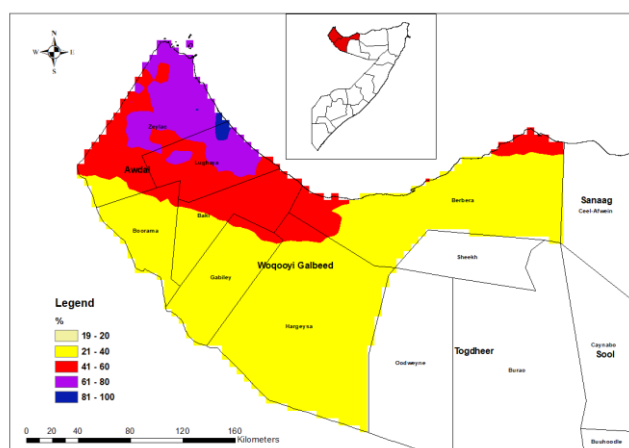 N
W E
S
Zeylac
Lughaya
Awdal
Boorama
Baki
Berbera
Sanaag
Ceel-Afwein
Sheekh
Woqooyi Galbeed
Gabiley
Hargeysa
Oodweyne
Togdheer
Burao
Caynabo
Sool
Buuhoodle
Legend
%
19 - 20
21 - 40
41 - 60
61 - 80
81 - 100
0 20 40 80 120 160
Kilometers